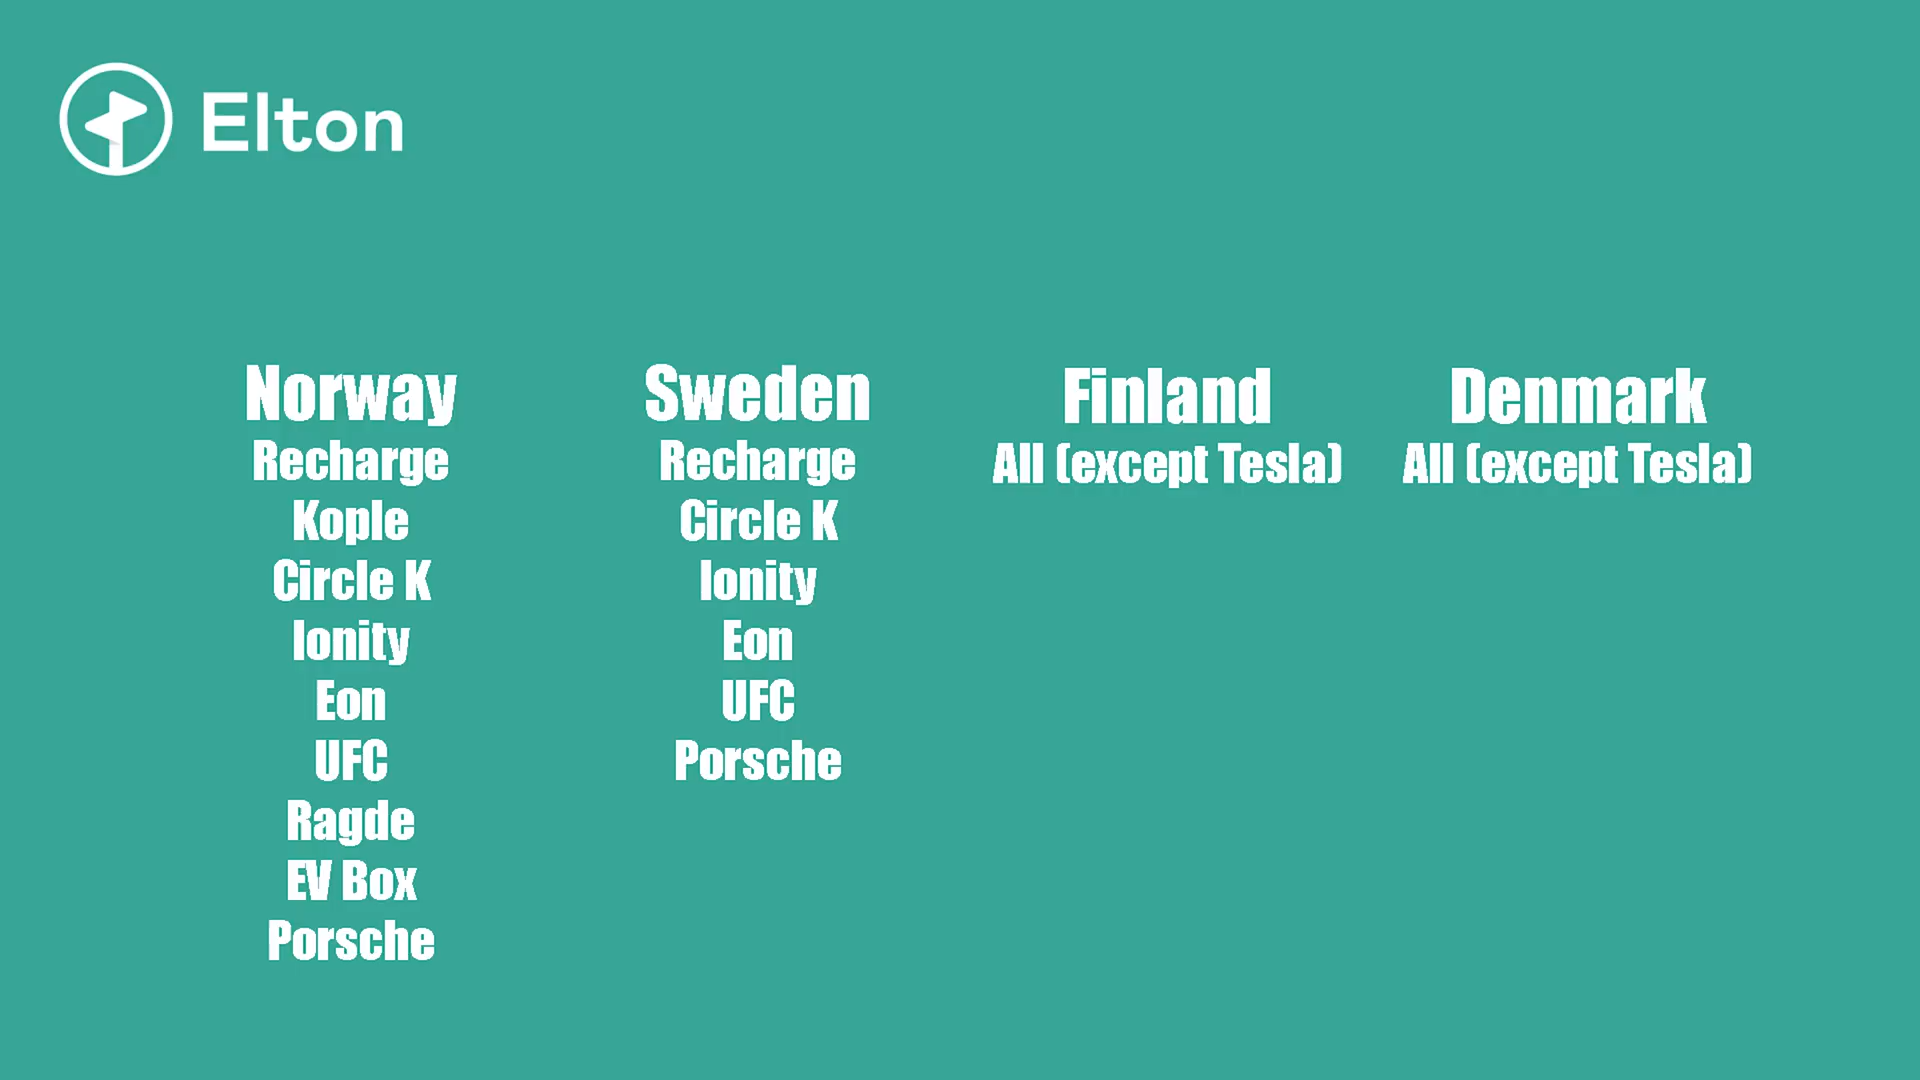 Elton
Norway
Recharge
Kople
Circle K
Ionity
Eon
UFC
Ragde
EV Box
Porsche
Sweden
Recharge
Circle K
Ionity
Eon
UFC
Porsche
Finland
All (except Tesla)
Denmark
All (except Tesla)